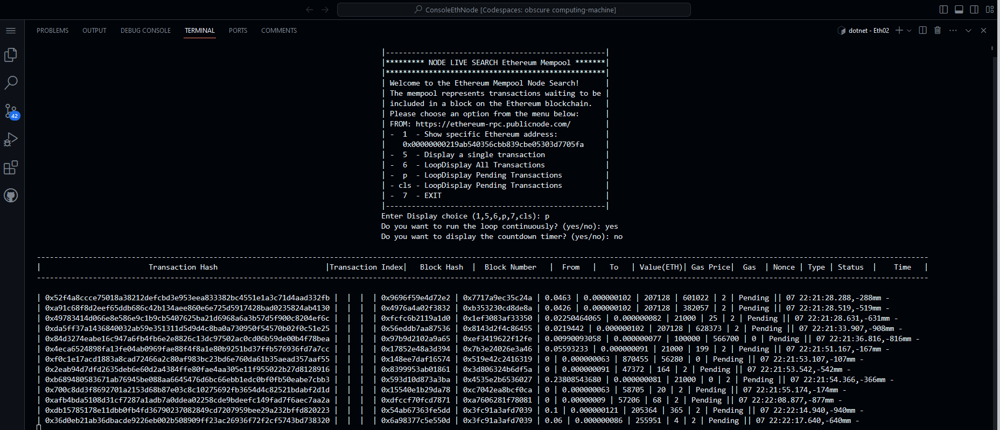 ConsoleEthNode [Codespaces: obscure computing-machine]
PROBLEMS OUTPUT DEBUG CONSOLE TERMINAL PORTS COMMENTS
dotnet - Eth02
42
|---------------------------------------------------|
|********* NODE LIVE SEARCH Ethereum Mempool *******|
|***************************************************|
| Welcome to the Ethereum Mempool Node Search! |
| The mempool represents transactions waiting to be |
| included in a block on the Ethereum blockchain. |
| Please choose an option from the menu below: |
| FROM: https://ethereum-rpc.publicnode.com/ |
| - 1 - Show specific Ethereum address: |
| 0x00000000219ab540356cbb839cbe05303d7705fa |
| - 5 - Display a single transaction |
| - 6 - LoopDisplay All Transactions |
| - p - LoopDisplay Pending Transactions |
| - cls - LoopDisplay Pending Transactions |
| - 7 - EXIT |
|---------------------------------------------------|
Enter Display choice (1,5,6,p,7,cls): p
Do you want to run the loop continuously? (yes/no): yes
Do you want to display the countdown timer? (yes/no): no
| Transaction Hash |Transaction Index| Block Hash | Block Number | From | To | Value(ETH)| Gas Price| Gas | Nonce | Type | Status | Time |
| 0x52f4a8ccce75018a38212defcbd3e953eea833382bc4551e1a3c71d4aad332fb | | | | 0x9696f59e4d72e2 | 0x7717a9ec35c24a | 0.0463 | 0.000000102 | 207128 | 601022 | 2 | Pending || 07 22:21:28.288,-288mm -
| 0xa91c68f8d2eef65ddb686c42b134aee860e6e725d5917428bad0235824ab4130 | | | | 0x4976a4a02f3832 | 0xb353230cd8de8a | 0.0426 | 0.000000102 | 207128 | 382057 | 2 | Pending || 07 22:21:28.519,-519mm -
| 0x49783414d066e8e586e9c1b9cb5407625ba21d6968a6a3b57d5f900c8204ef6c | | | | 0xfcfc6b2119a1d0 | 0x1ef3083af33350 | 0.02250464065 | 0.000000082 | 21000 | 25 | 2 | Pending || 07 22:21:28.631,-631mm -
| 0xda5ff37a1436840032ab59e351311d5d9d4c8ba0a730950f54570b02f0c51e25 | | | | 0x56eddb7aa87536 | 0x8143d2f4c86455 | 0.0219442 | 0.000000102 | 207128 | 628373 | 2 | Pending || 07 22:21:33.907,-908mm -
| 0x84d3274eabe16c947a6fb4fb6e2e8826c13dc97502ac0cd06b59de00b4f78bea | | | | 0x97b9d2102a9a65 | 0xef3419622f12fe | 0.00990093058 | 0.000000077 | 100000 | 566700 | 0 | Pending || 07 22:21:36.816,-816mm -
| 0x4eca6524898fa13fe04ab0969fae88f4f8a1e80b9251bd37ffb576936fd7a7cc | | | | 0x17852e48a3d394 | 0x7b3e24026e3a46 | 0.05593233 | 0.000000091 | 21000 | 199 | 2 | Pending || 07 22:21:51.167,-167mm -
| 0xf0c1e17acd1883a8cad72466a2c80af983bc23bd6e760da61b35aead357aaf55 | | | | 0x148ee7daf16574 | 0x519e42c2416319 | 0 | 0.000000063 | 870455 | 56280 | 0 | Pending || 07 22:21:53.107,-107mm -
| 0x2eab94d7dfd2635deb6e60d2a4384ffe80fae4aa305e11f955022b27d8128916 | | | | 0x8399953ab01861 | 0x3d806324b6df5a | 0 | 0.000000091 | 47372 | 164 | 2 | Pending || 07 22:21:53.542,-542mm -
| 0xb689480583671ab76945be088aa6645476d6bc66ebb1edc0bf0fb50eabe7cbb3 | | | | 0x593d10d873a3ba | 0x4535e2b6536027 | 0.23808543680 | 0.000000081 | 21000 | 0 | 2 | Pending || 07 22:21:54.366,-366mm -
| 0x700c8dd3f8692701a2153d68b87e03c8c10275692fb3654d4c82521bdabf2d1d | | | | 0x15540e1b29da78 | 0xc7042ea8bcf0ca | 0 | 0.000000063 | 58705 | 20 | 2 | Pending || 07 22:21:55.174,-174mm -
| 0xafb4bda5108d31cf7287a1adb7a0ddea02258cde9bdeefc149fad7f6aec7aa2a | | | | 0xdfccf70fcd7871 | 0xa7606281f78081 | 0 | 0.00000009 | 57206 | 68 | 2 | Pending || 07 22:22:08.877,-877mm -
| 0xdb15785178e11dbb0fb4fd36790237082849cd7207959bee29a232bffd820223 | | | | 0x54ab67363fe5dd | 0x3fc91a3afd7039 | 0.1 | 0.000000121 | 205364 | 365 | 2 | Pending || 07 22:22:14.940,-940mm -
| 0x36d0eb21ab36dbacde9226eb002b508909ff23ac26936f72f2cf5743bd738320 | | | | 0x6a98377c5e550d | 0x3fc91a3afd7039 | 0.06 | 0.000000086 | 255951 | 4 | 2 | Pending || 07 22:22:17.640,-640mm -